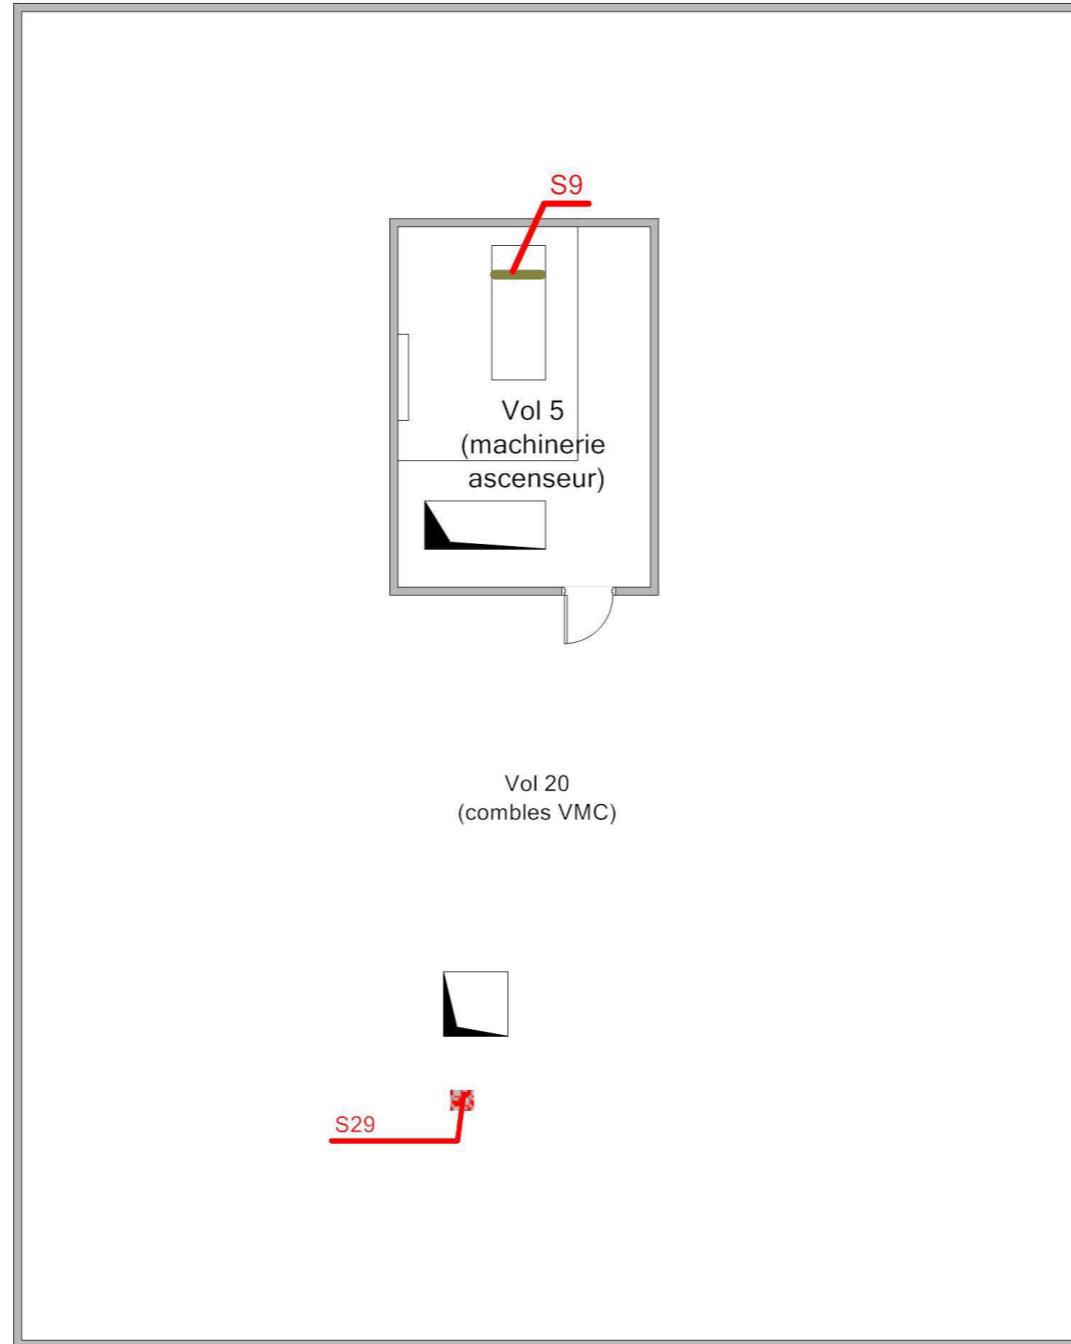 S9
Vol 5
(machinerie
ascenseur)
Vol 20
(combles VMC)
S29